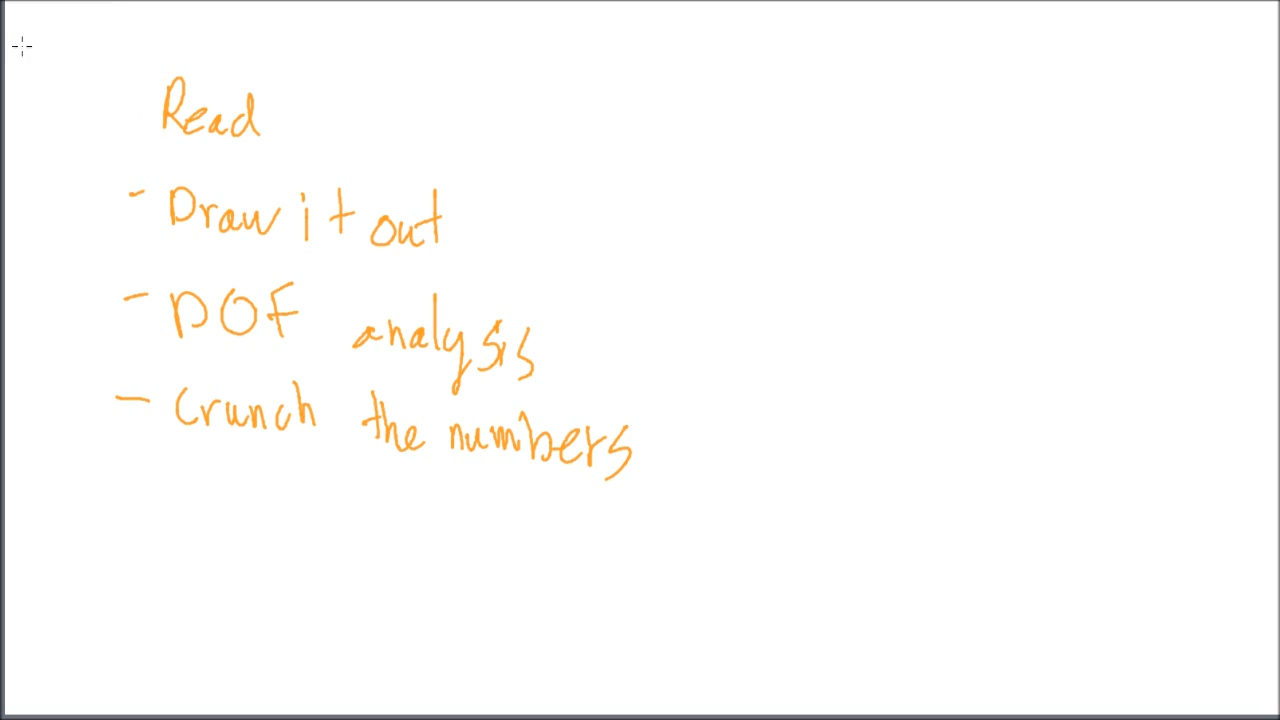 Read
- Draw it out
- DOF analysis
- Crunch the numbers